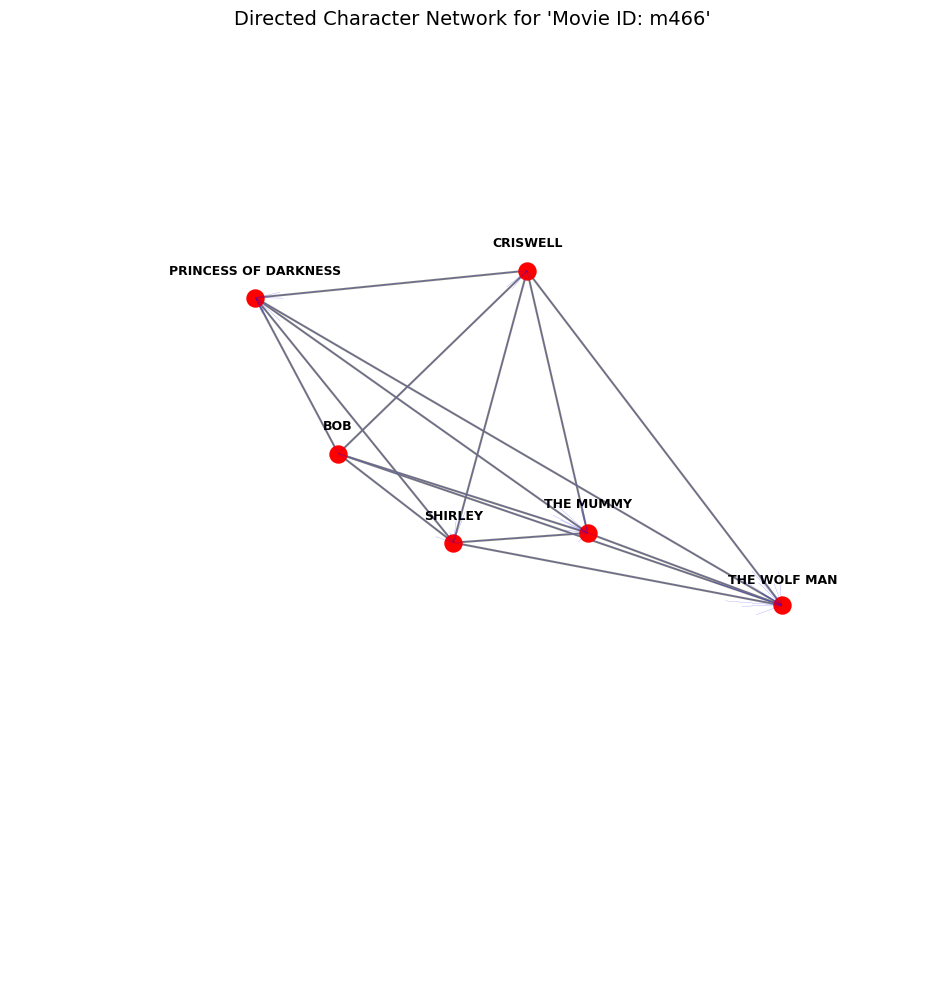 Directed Character Network for 'Movie ID: m466'
CRISWELL
PRINCESS OF DARKNESS
BOB
THE MUMMY
SHIRLEY
THE WOLF MAN